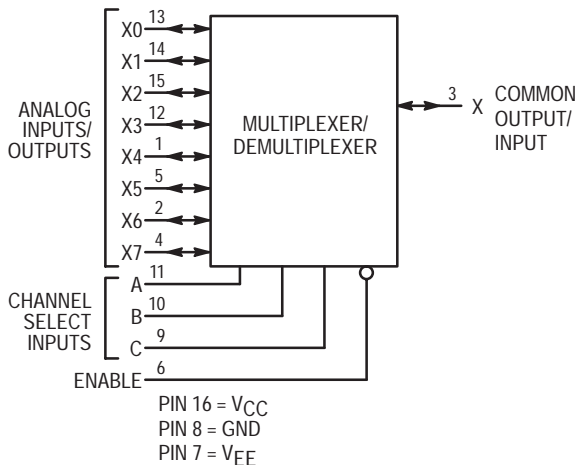 ANALOG
INPUTS/
OUTPUTS
X0 13
X1 14
X2 15
X3 12
X4 1
X5 5
X6 2
X7 4
MULTIPLEXER/
DEMULTIPLEXER
3 X
COMMON
OUTPUT/
INPUT
CHANNEL
SELECT
INPUTS
A 11
B 10
C 9
ENABLE 6
PIN 16 = VCC
PIN 8 = GND
PIN 7 = VEE